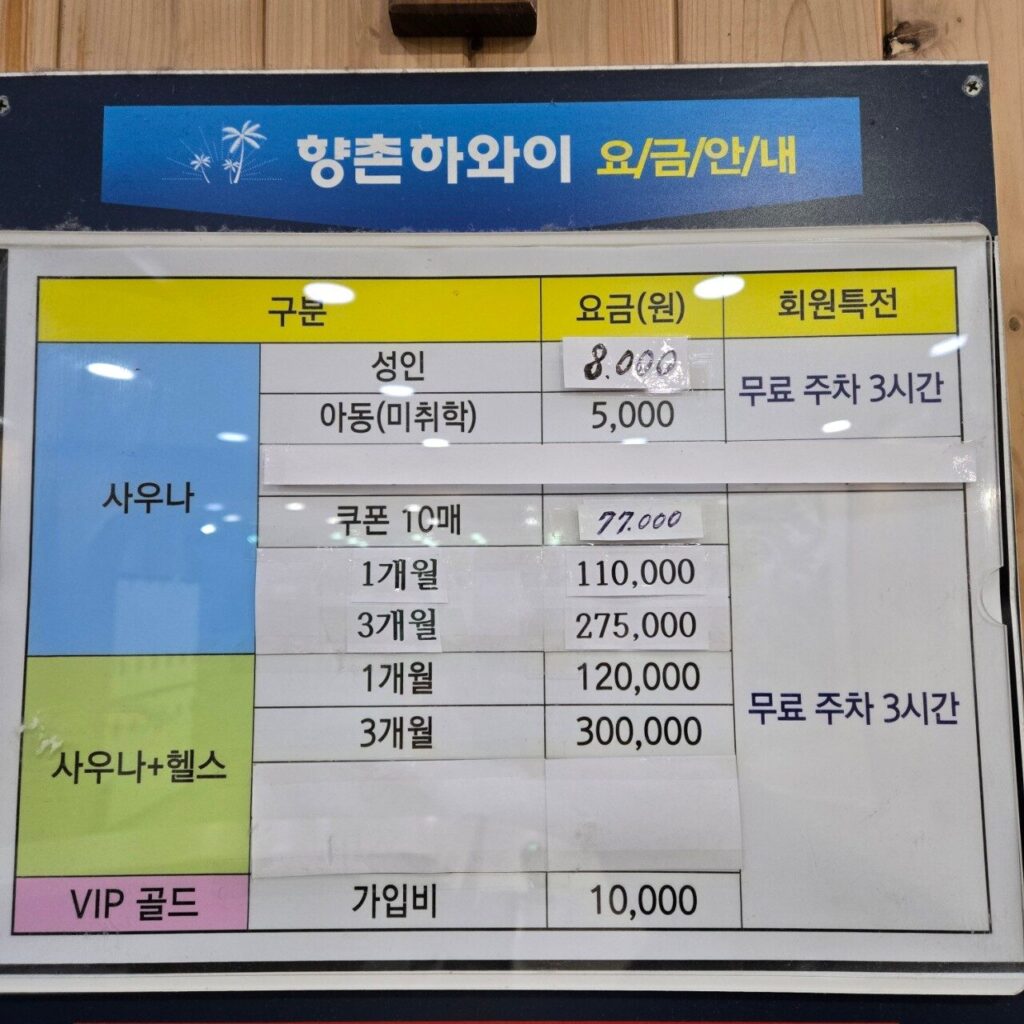 향촌하와이 요/금/안/내
구분 요금(원) 회원특전
사우나 성인 8.000 무료 주차 3시간
아동(미취학) 5,000
쿠폰 10매 77.000
1개월 110,000
3개월 275,000
사우나+헬스 1개월 120,000 무료 주차 3시간
3개월 300,000
VIP 골드 가입비 10,000